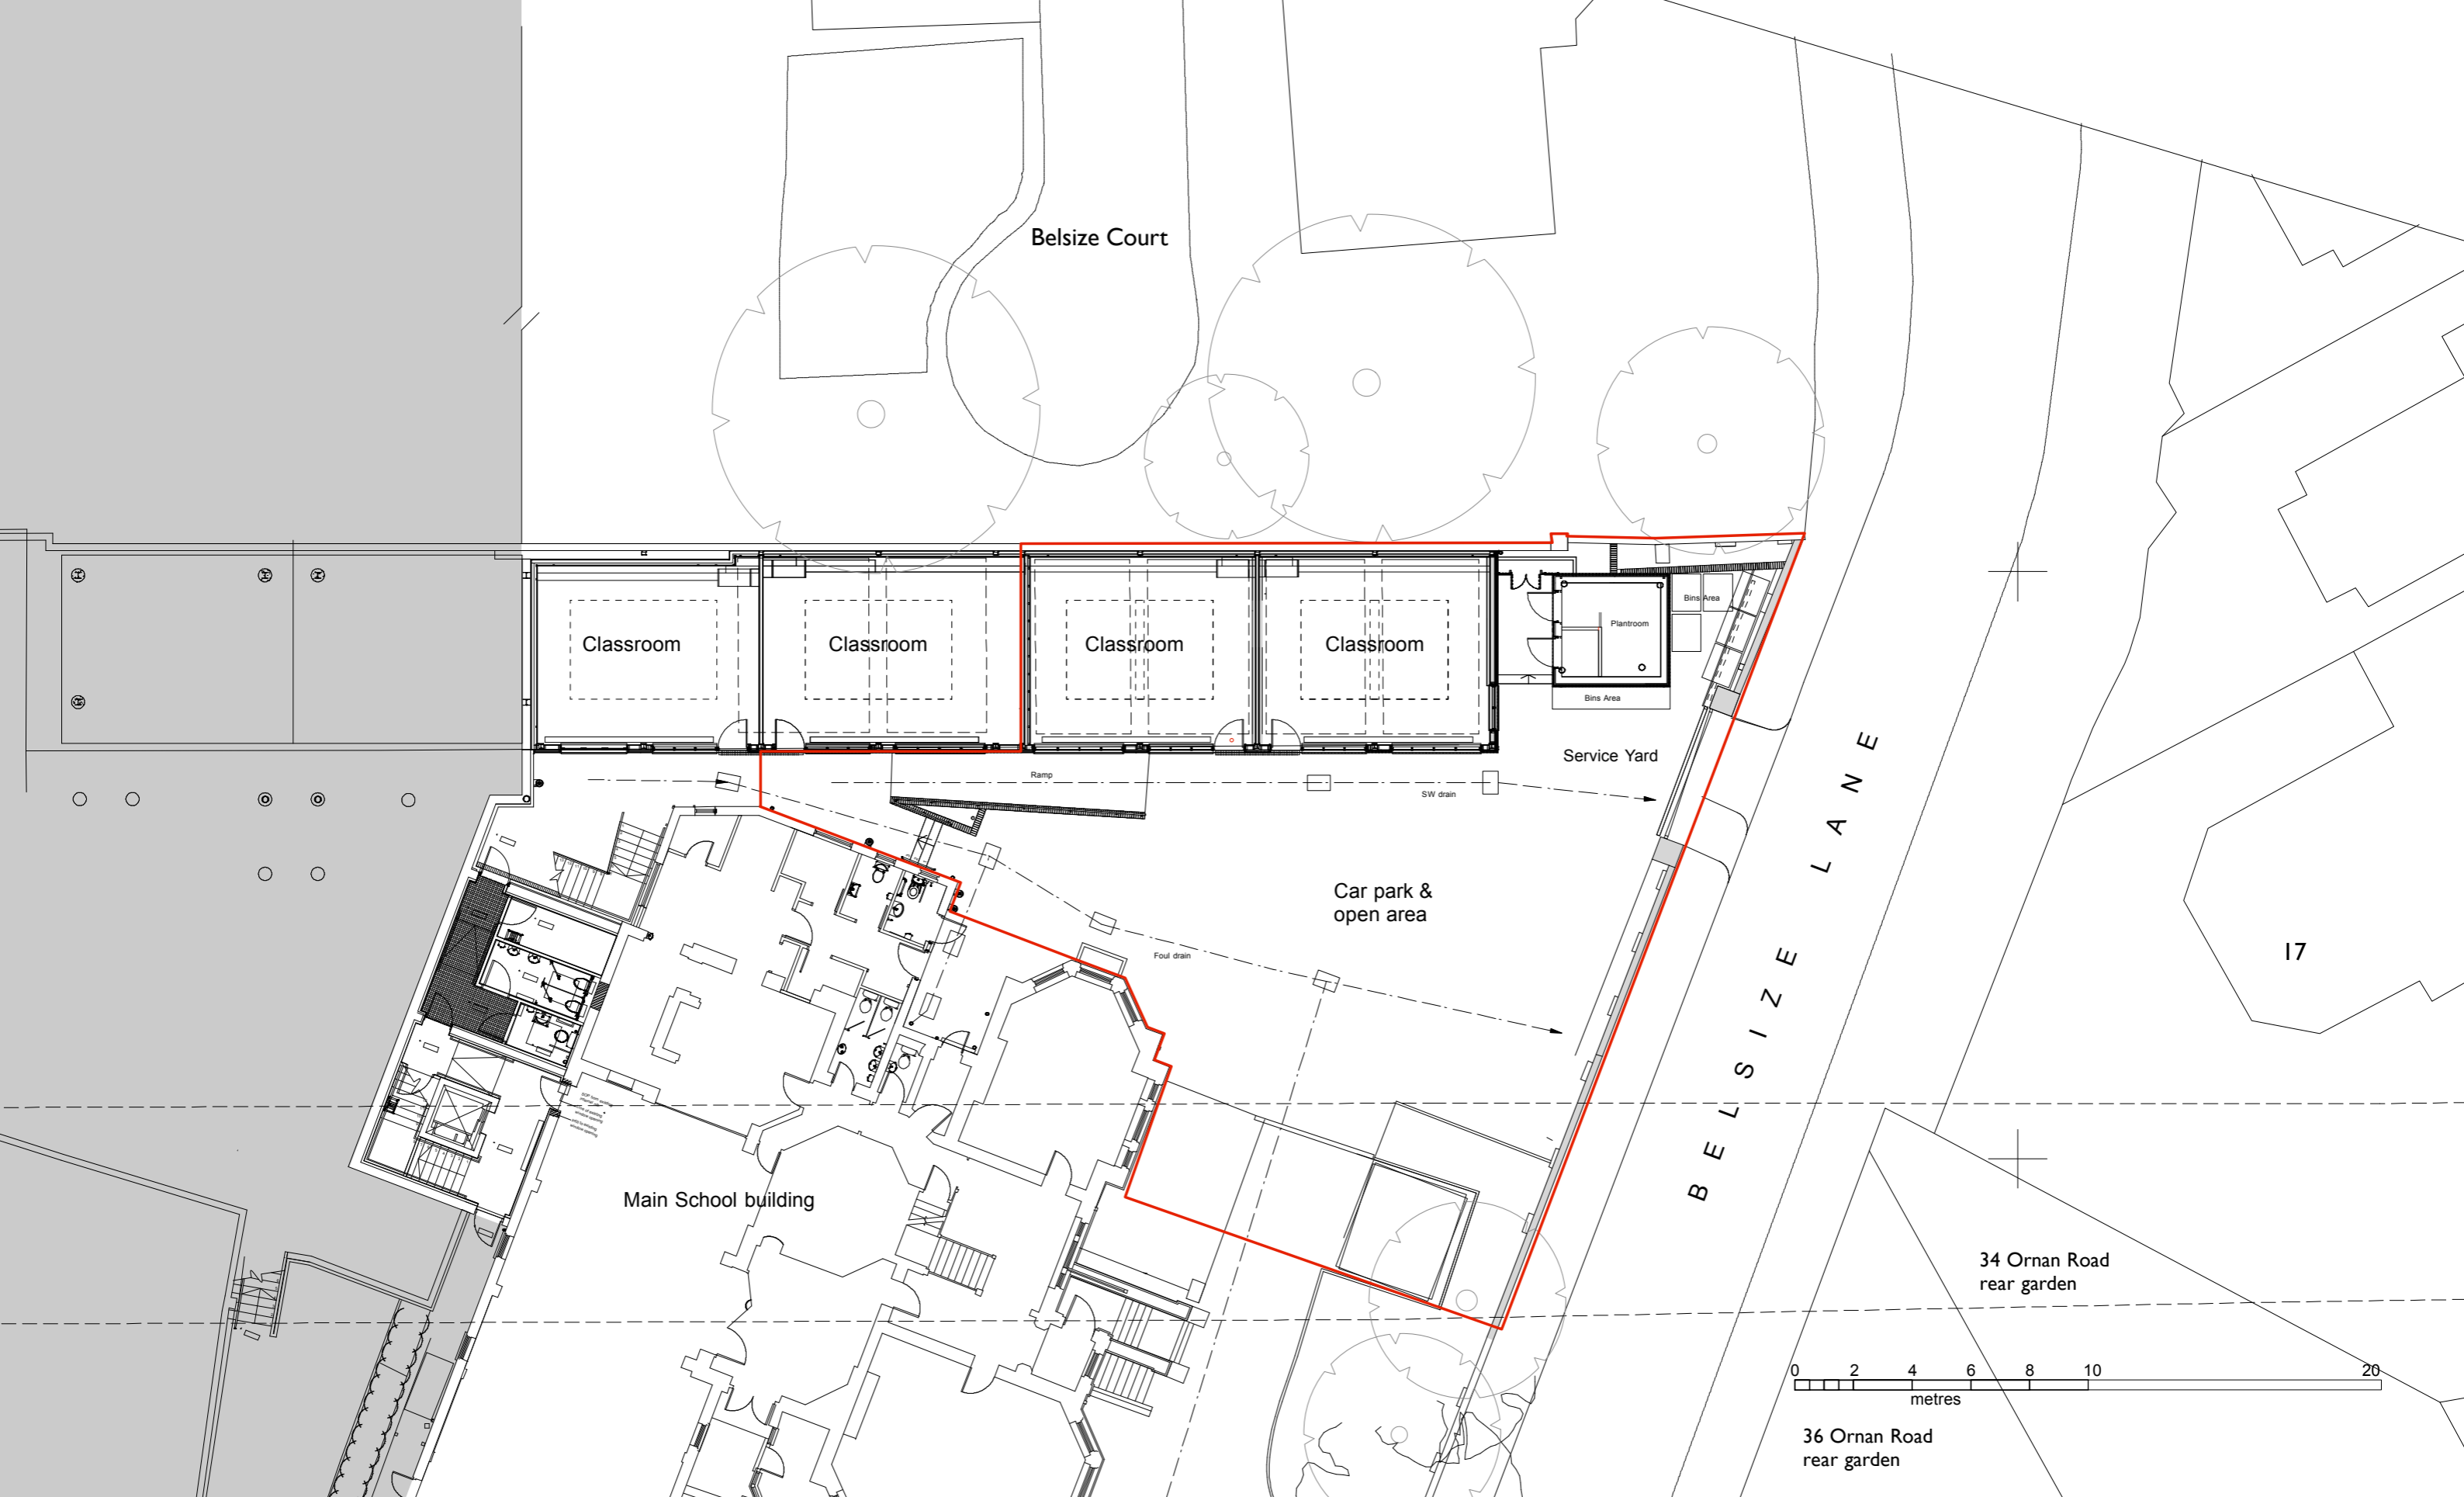 Belsize Court
Classroom
Classroom
Classroom
Classroom
Bins Area
Plantroom
Bins Area
Service Yard
Ramp
SW drain
BELSIZE LANE
Car park &
open area
Foul drain
17
Main School building
34 Ornan Road
rear garden
0 2 4 6 8 10 20
metres
36 Ornan Road
rear garden